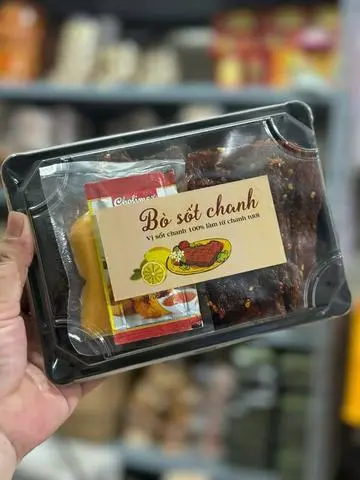 Cholimex
Bò sốt chanh
Vị sốt chanh 100% làm từ chanh tươi